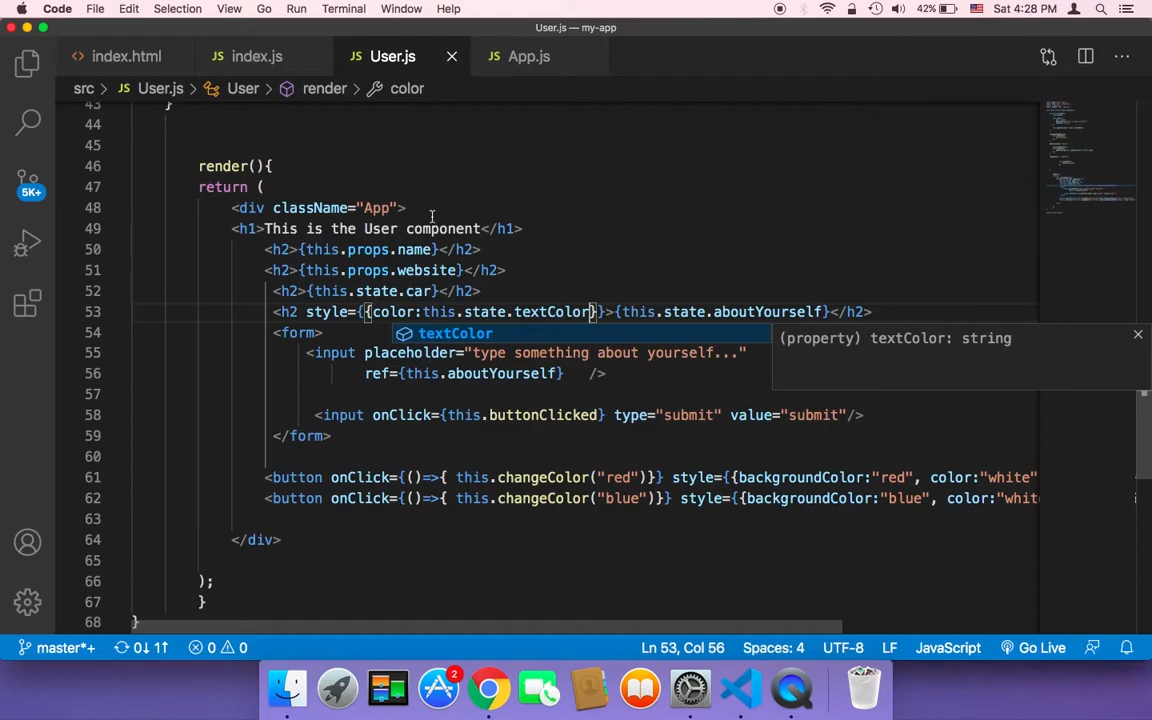 Code File Edit Selection View Go Run Terminal Window Help 42% Sat 4:28 PM
User.js — my-app
index.html JS index.js JS User.js JS App.js
src > JS User.js > User > render > color
43 }
44
45
46 render(){
47 return (
48 <div className="App">
49 <h1>This is the User component</h1>
50 <h2>{this.props.name}</h2>
51 <h2>{this.props.website}</h2>
52 <h2>{this.state.car}</h2>
53 <h2 style={{color:this.state.textColor}}>{this.state.aboutYourself}</h2>
54 <form>
textColor
(property) textColor: string
55 <input placeholder="type something about yourself..."
56 ref={this.aboutYourself} />
57
58 <input onClick={this.buttonClicked} type="submit" value="submit"/>
59 </form>
60
61 <button onClick={()=>{ this.changeColor("red")}} style={{backgroundColor:"red", color:"white"
62 <button onClick={()=>{ this.changeColor("blue")}} style={{backgroundColor:"blue", color:"whit
63
64 </div>
65
66 );
67 }
68 }
5K+
master*+ 0↓ 1↑ 0 0 Ln 53, Col 56 Spaces: 4 UTF-8 LF JavaScript Go Live
2